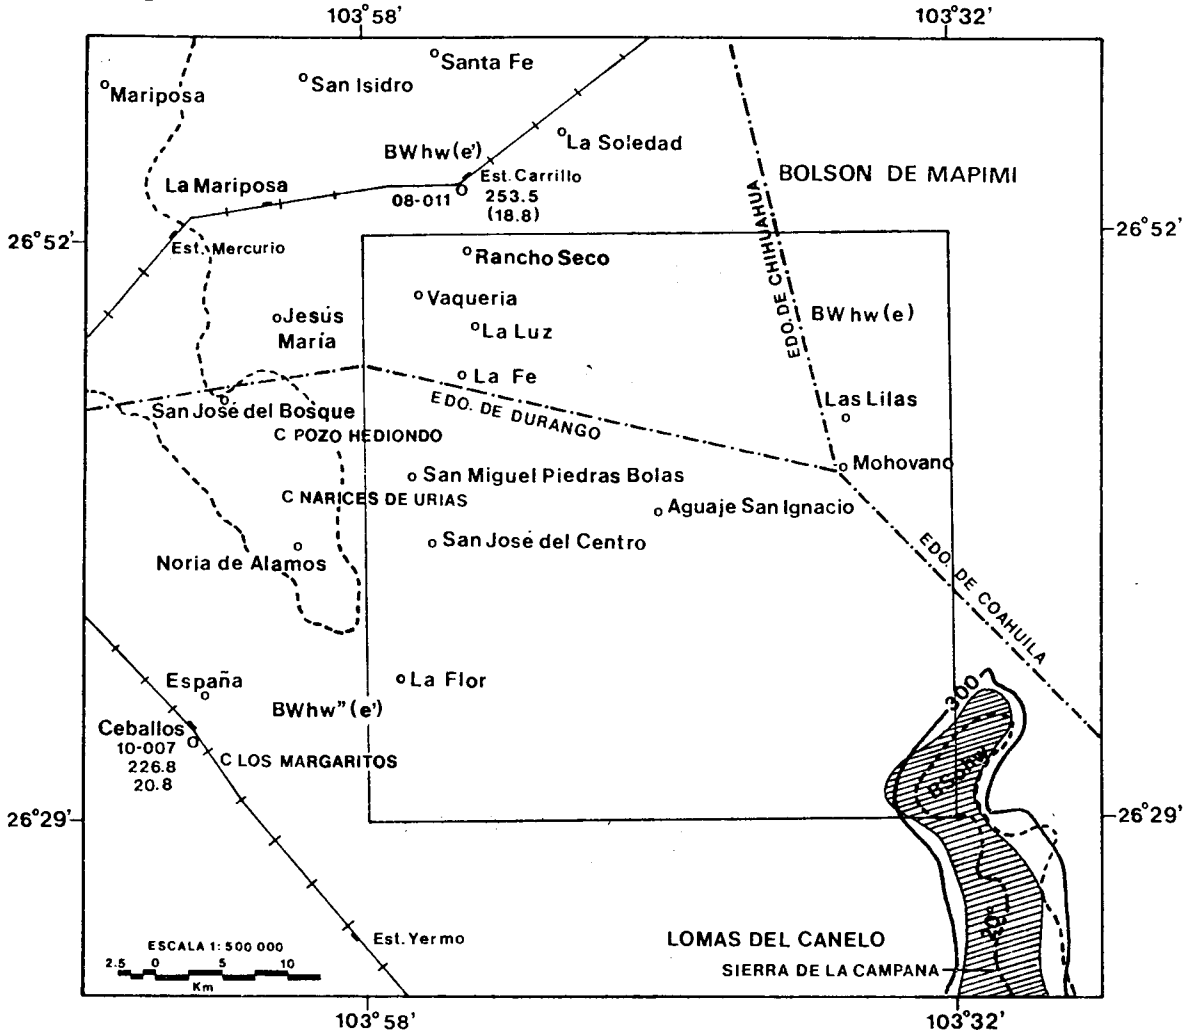 103°58'
103°32'
Santa Fe
San Isidro
Mariposa
La Soledad
BWhw(e')
BOLSON DE MAPIMI
Est. Carrillo
La Mariposa
08-011
253.5
(18.8)
26°52'
26°52'
Est. Mercurio
EDO. DE CHIHUAHUA
Rancho Seco
Vaqueria
BWhw(e)
Jesús
María
La Luz
La Fe
EDO. DE DURANGO
Las Lilas
San José del Bosque
C POZO HEDIONDO
Mohovano
San Miguel Piedras Bolas
C NARICES DE URIAS
Aguaje San Ignacio
San José del Centro
Noria de Alamos
EDO. DE COAHUILA
España
La Flor
300
BWhw"(e')
Ceballos
10-007
226.8
20.8
C LOS MARGARITOS
26°29'
26°29'
20°
Est. Yermo
LOMAS DEL CANELO
SIERRA DE LA CAMPANA
ESCALA 1: 500 000
2.5 0 5 10
Km
103°58'
103°32'